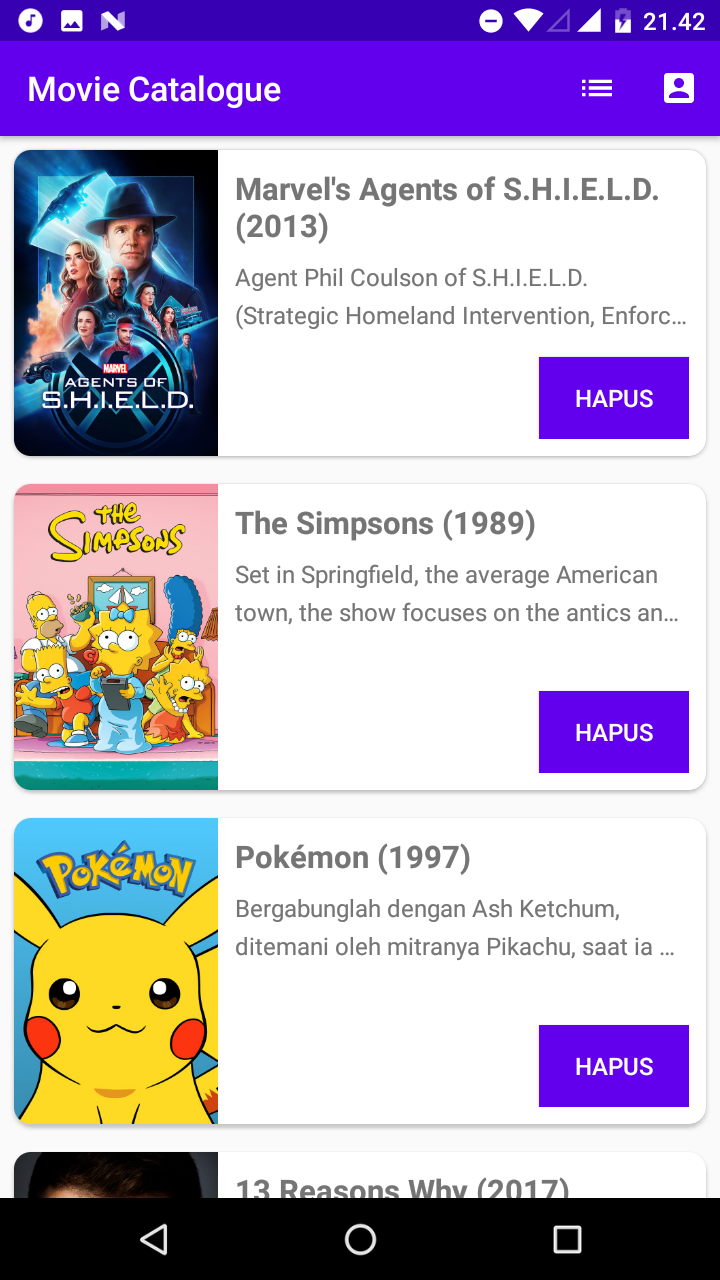 21.42
Movie Catalogue
MARVEL
AGENTS OF
S.H.I.E.L.D.
Marvel's Agents of S.H.I.E.L.D.
(2013)
Agent Phil Coulson of S.H.I.E.L.D.
(Strategic Homeland Intervention, Enforc…
HAPUS
THE
SIMPSONS
The Simpsons (1989)
Set in Springfield, the average American
town, the show focuses on the antics an…
HAPUS
POKéMON
Pokémon (1997)
Bergabunglah dengan Ash Ketchum,
ditemani oleh mitranya Pikachu, saat ia …
HAPUS
13 Reasons Why (2017)